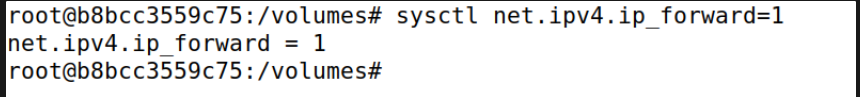 root@b8bcc3559c75:/volumes# sysctl net.ipv4.ip_forward=1
net.ipv4.ip_forward = 1
root@b8bcc3559c75:/volumes#